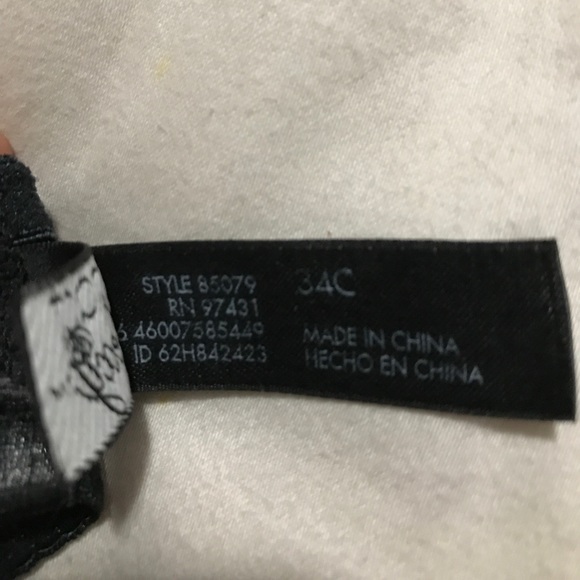 STYLE 85079
RN 97431
6 46007585449
ID 62H842423
34C
MADE IN CHINA
HECHO EN CHINA